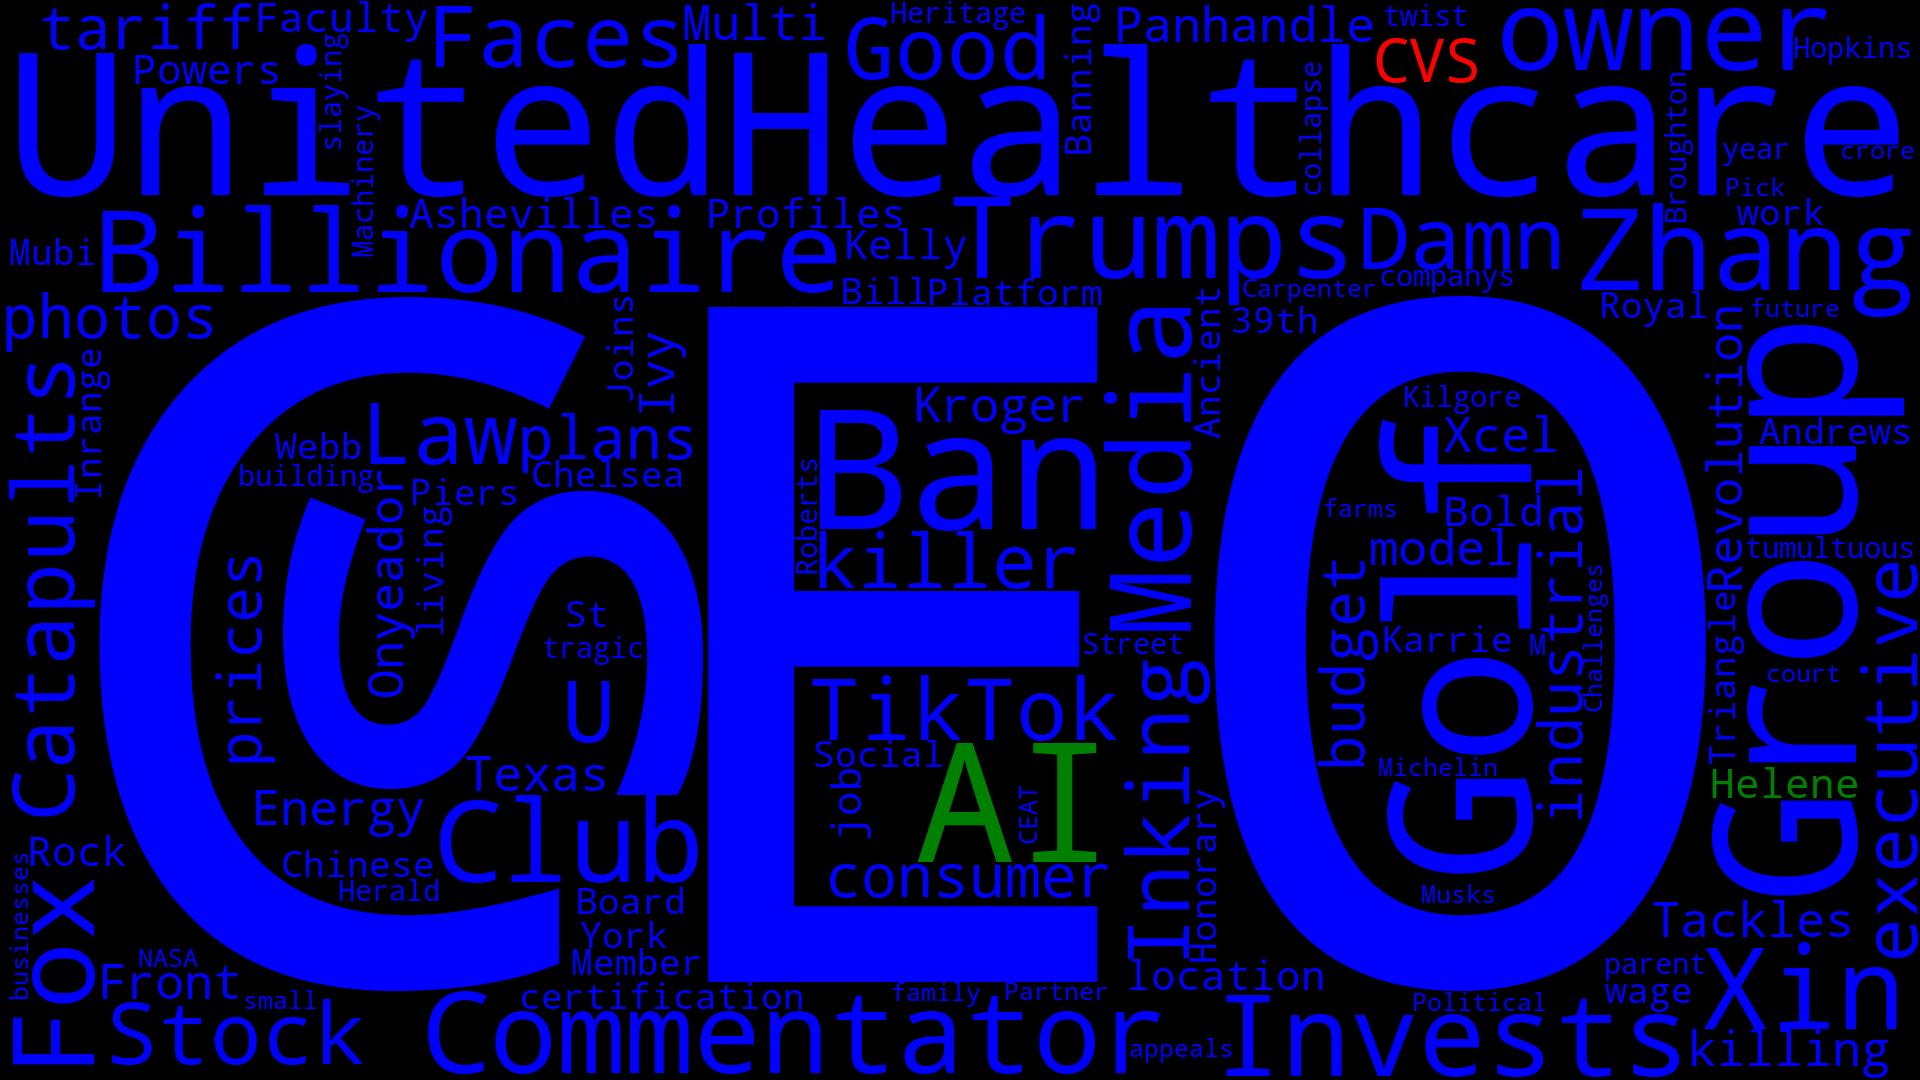 tariff
Faculty
Faces
Multi
Good
Heritage
Banning
Panhandle
twist
CVS
owner
Hopkins
Powers
slaying
UnitedHealthcare
collapse
Broughton
year
crore
Machinery
Pick
work
Mubi
Billionaire
Ashevilles
Profiles
Kelly
Trumps
Damn
Zhang
companys
Bill
Platform
Carpenter
39th
Royal
future
photos
Joins
Ivy
Ancient
Media
Revolution
Group
Catapults
Inrange
CEO
s
Law
plans
Webb
building
Chelsea
Piers
Onyeador
living
Kroger
Ban
Roberts
killer
Kilgore
Xcel
Golf
farms
Bold
model
industrial
Andrews
tumultuous
prices
St
tragic
U
Street
budget
Karrie
M
Challenges
Triangle
court
executive
TikTok
Social
AI
job
CEAT
consumer
Inking
Honorary
Michelin
Musks
Helene
Texas
Energy
Club
Chinese
Herald
Rock
businesses
Fox
Board
York
Member
NASA
Front
small
Stock
certification
Commentator
family
Partner
location
appeals
Invests
Political
Tackles
parent
wage
Xin
killing